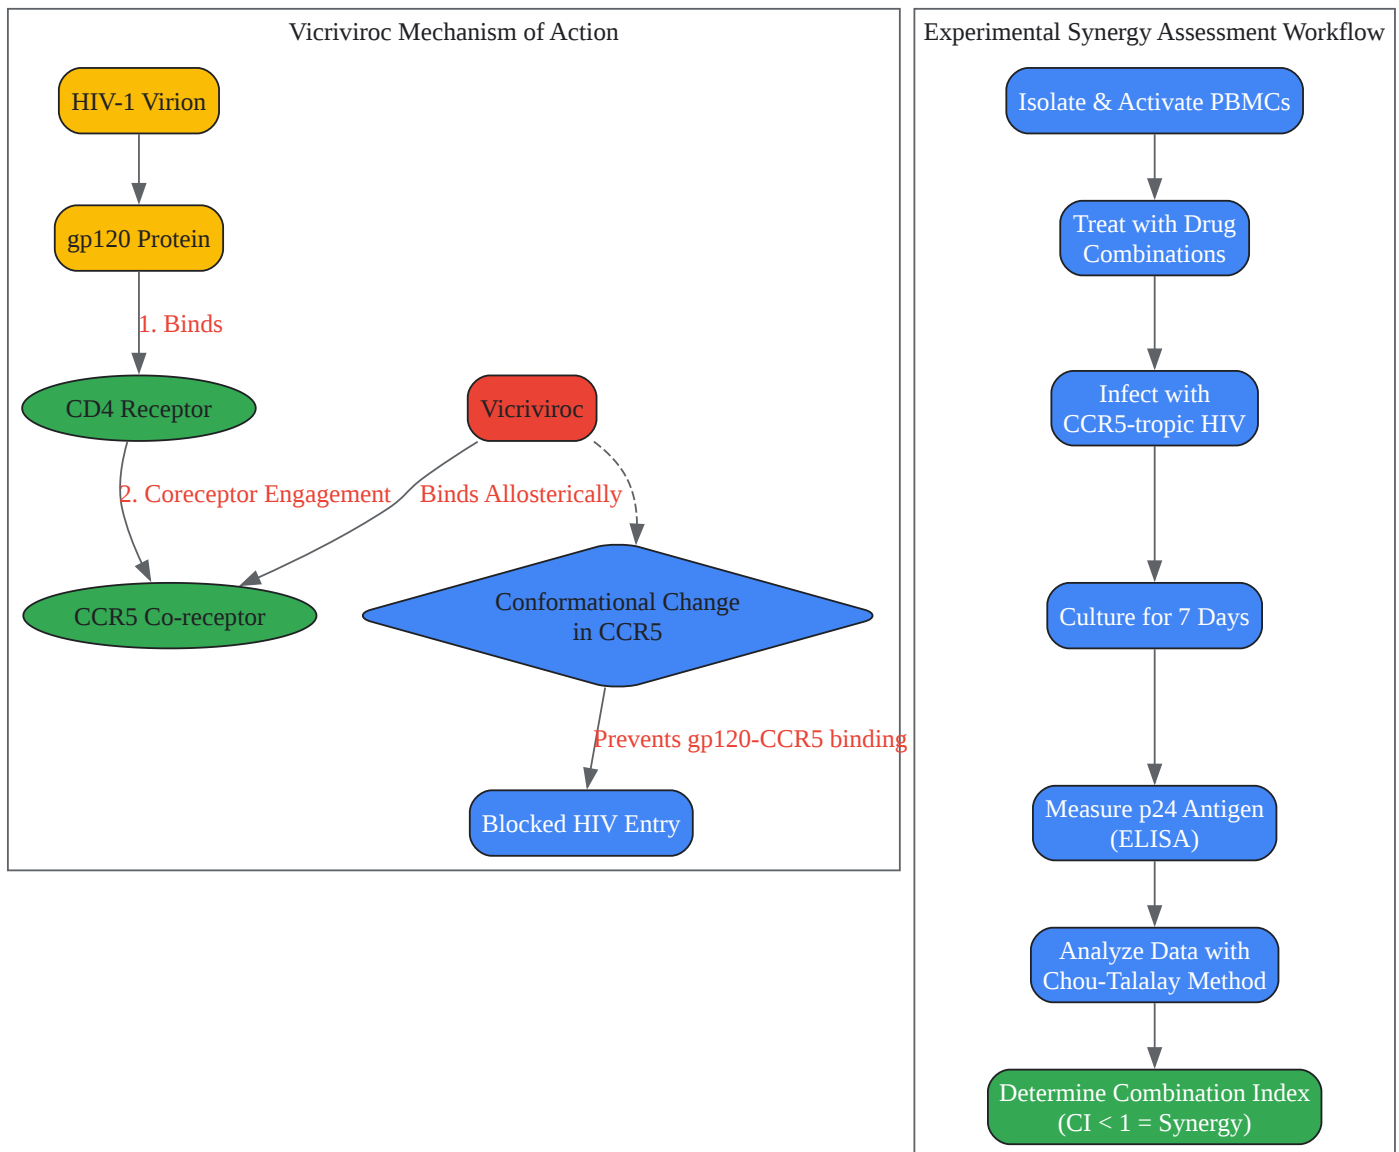 Vicriviroc Mechanism of Action
HIV-1 Virion
gp120 Protein
1. Binds
CD4 Receptor
Vicriviroc
2. Coreceptor Engagement
Binds Allosterically
CCR5 Co-receptor
Conformational Change
in CCR5
Prevents gp120-CCR5 binding
Blocked HIV Entry
Experimental Synergy Assessment Workflow
Isolate & Activate PBMCs
Treat with Drug
Combinations
Infect with
CCR5-tropic HIV
Culture for 7 Days
Measure p24 Antigen
(ELISA)
Analyze Data with
Chou-Talalay Method
Determine Combination Index
(CI < 1 = Synergy)